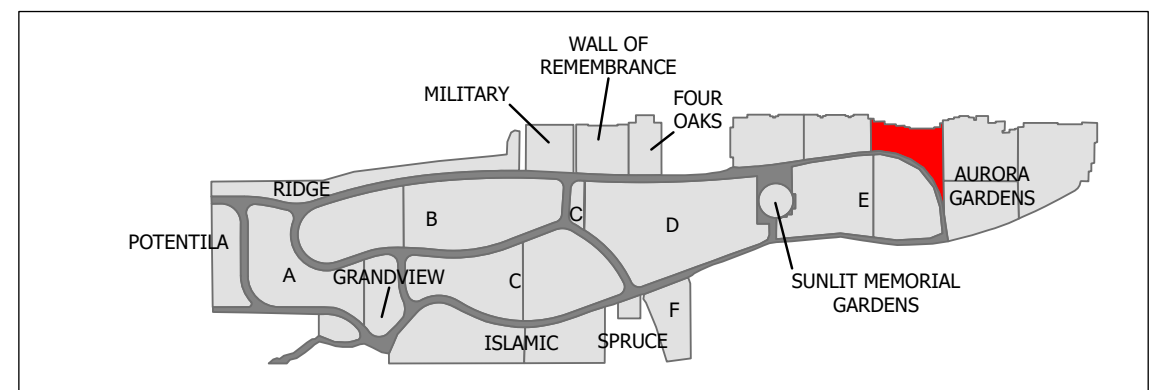 WALL OF
REMEMBRANCE
MILITARY
FOUR
OAKS
RIDGE
AURORA
GARDENS
B
C
D
E
POTENTILA
A
GRANDVIEW
C
SUNLIT MEMORIAL
GARDENS
F
ISLAMIC
SPRUCE